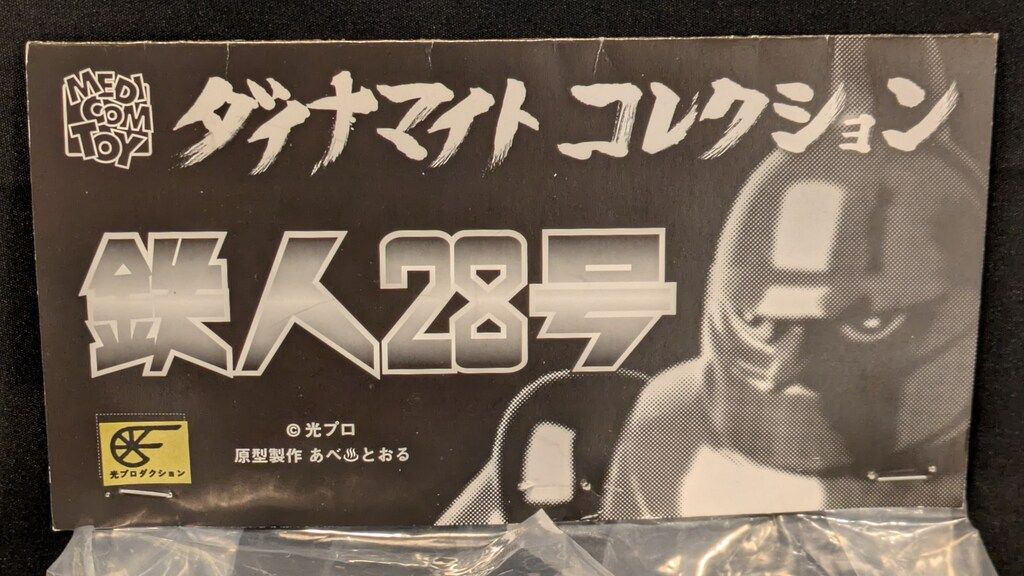 MEDI
COM
TOY
ダイナマイト コレクション
鉄人28号
©光プロ
原型製作 あべ♨とおる
光プロダクション